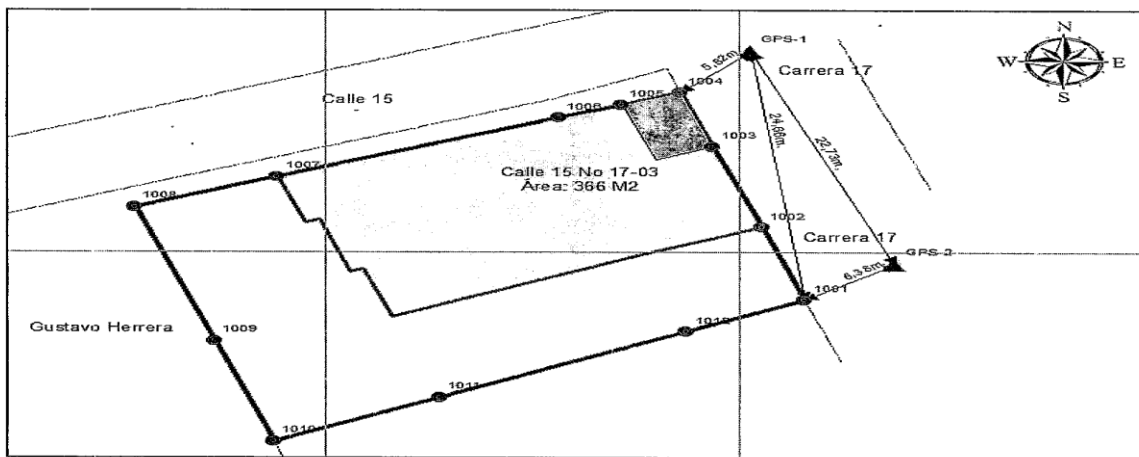 N
W E
S
GPS-1
Carrera 17
5,82m.
1004
1005
1006
Calle 15
1003
24,68m.
22,73m.
Calle 15 No 17-03
Área: 366 M2
1007
1008
1002
Carrera 17
GPS-2
6,38m.
1001
Gustavo Herrera
1009
1011
1010